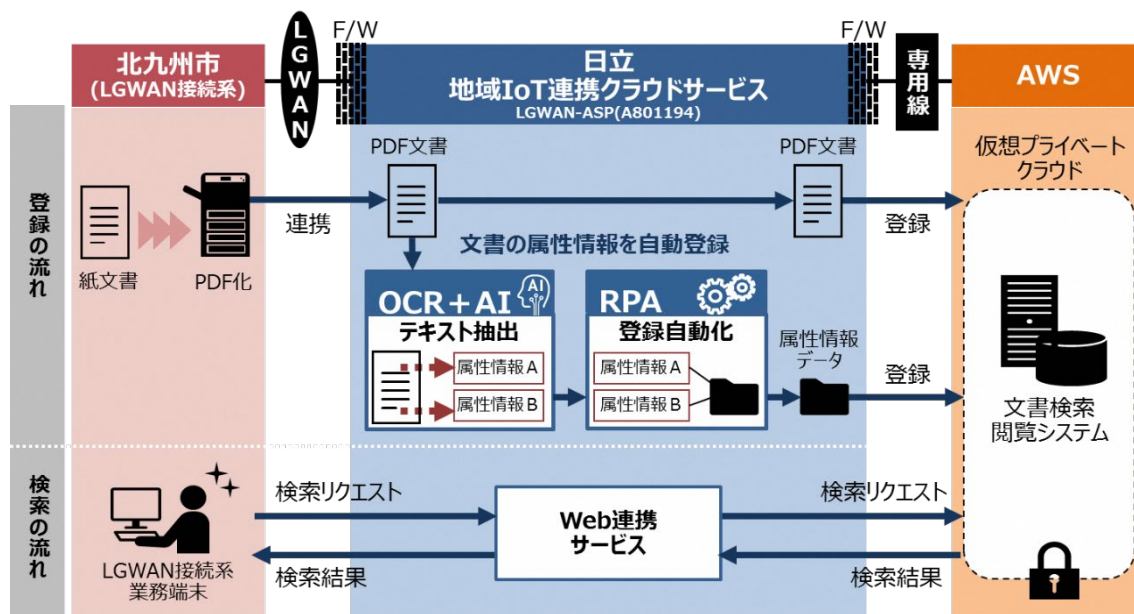 北九州市
(LGWAN接続系)
LGWAN
F/W
日立
地域IoT連携クラウドサービス
LGWAN-ASP(A801194)
F/W
専用線
AWS
登録の流れ
紙文書
PDF化
連携
PDF文書
PDF文書
登録
仮想プライベート
クラウド
文書の属性情報を自動登録
OCR+AI
AI
テキスト抽出
属性情報A
属性情報B
RPA
登録自動化
属性情報A
属性情報B
属性情報
データ
登録
文書検索
閲覧システム
検索の流れ
LGWAN接続系
業務端末
検索リクエスト
検索結果
Web連携
サービス
検索リクエスト
検索結果